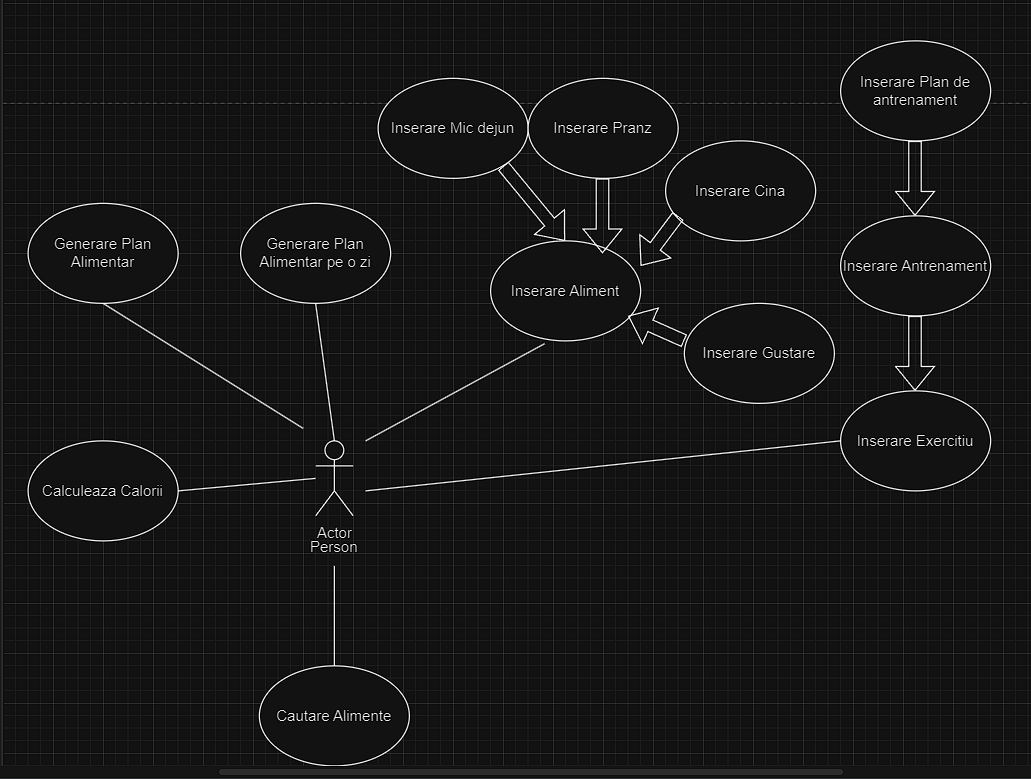 Inserare Plan de
antrenament
Inserare Mic dejun
Inserare Pranz
Inserare Cina
Generare Plan
Alimentar
Generare Plan
Alimentar pe o zi
Inserare Aliment
Inserare Antrenament
Inserare Gustare
Inserare Exercitiu
Calculeaza Calorii
Actor
Person
Cautare Alimente